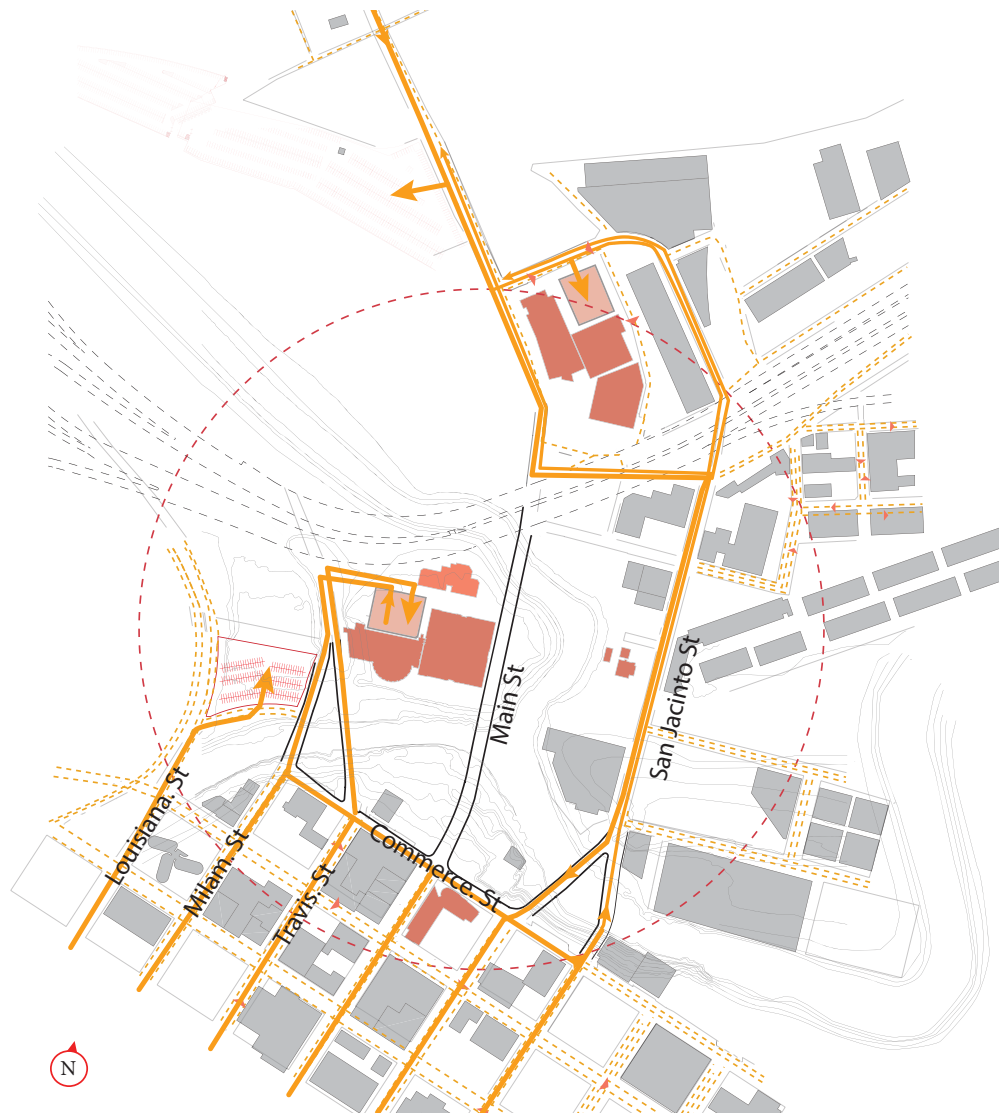 Main St
San Jacinto St
Louisiana. St
Milam. St
Travis. St
Commerce. St
N